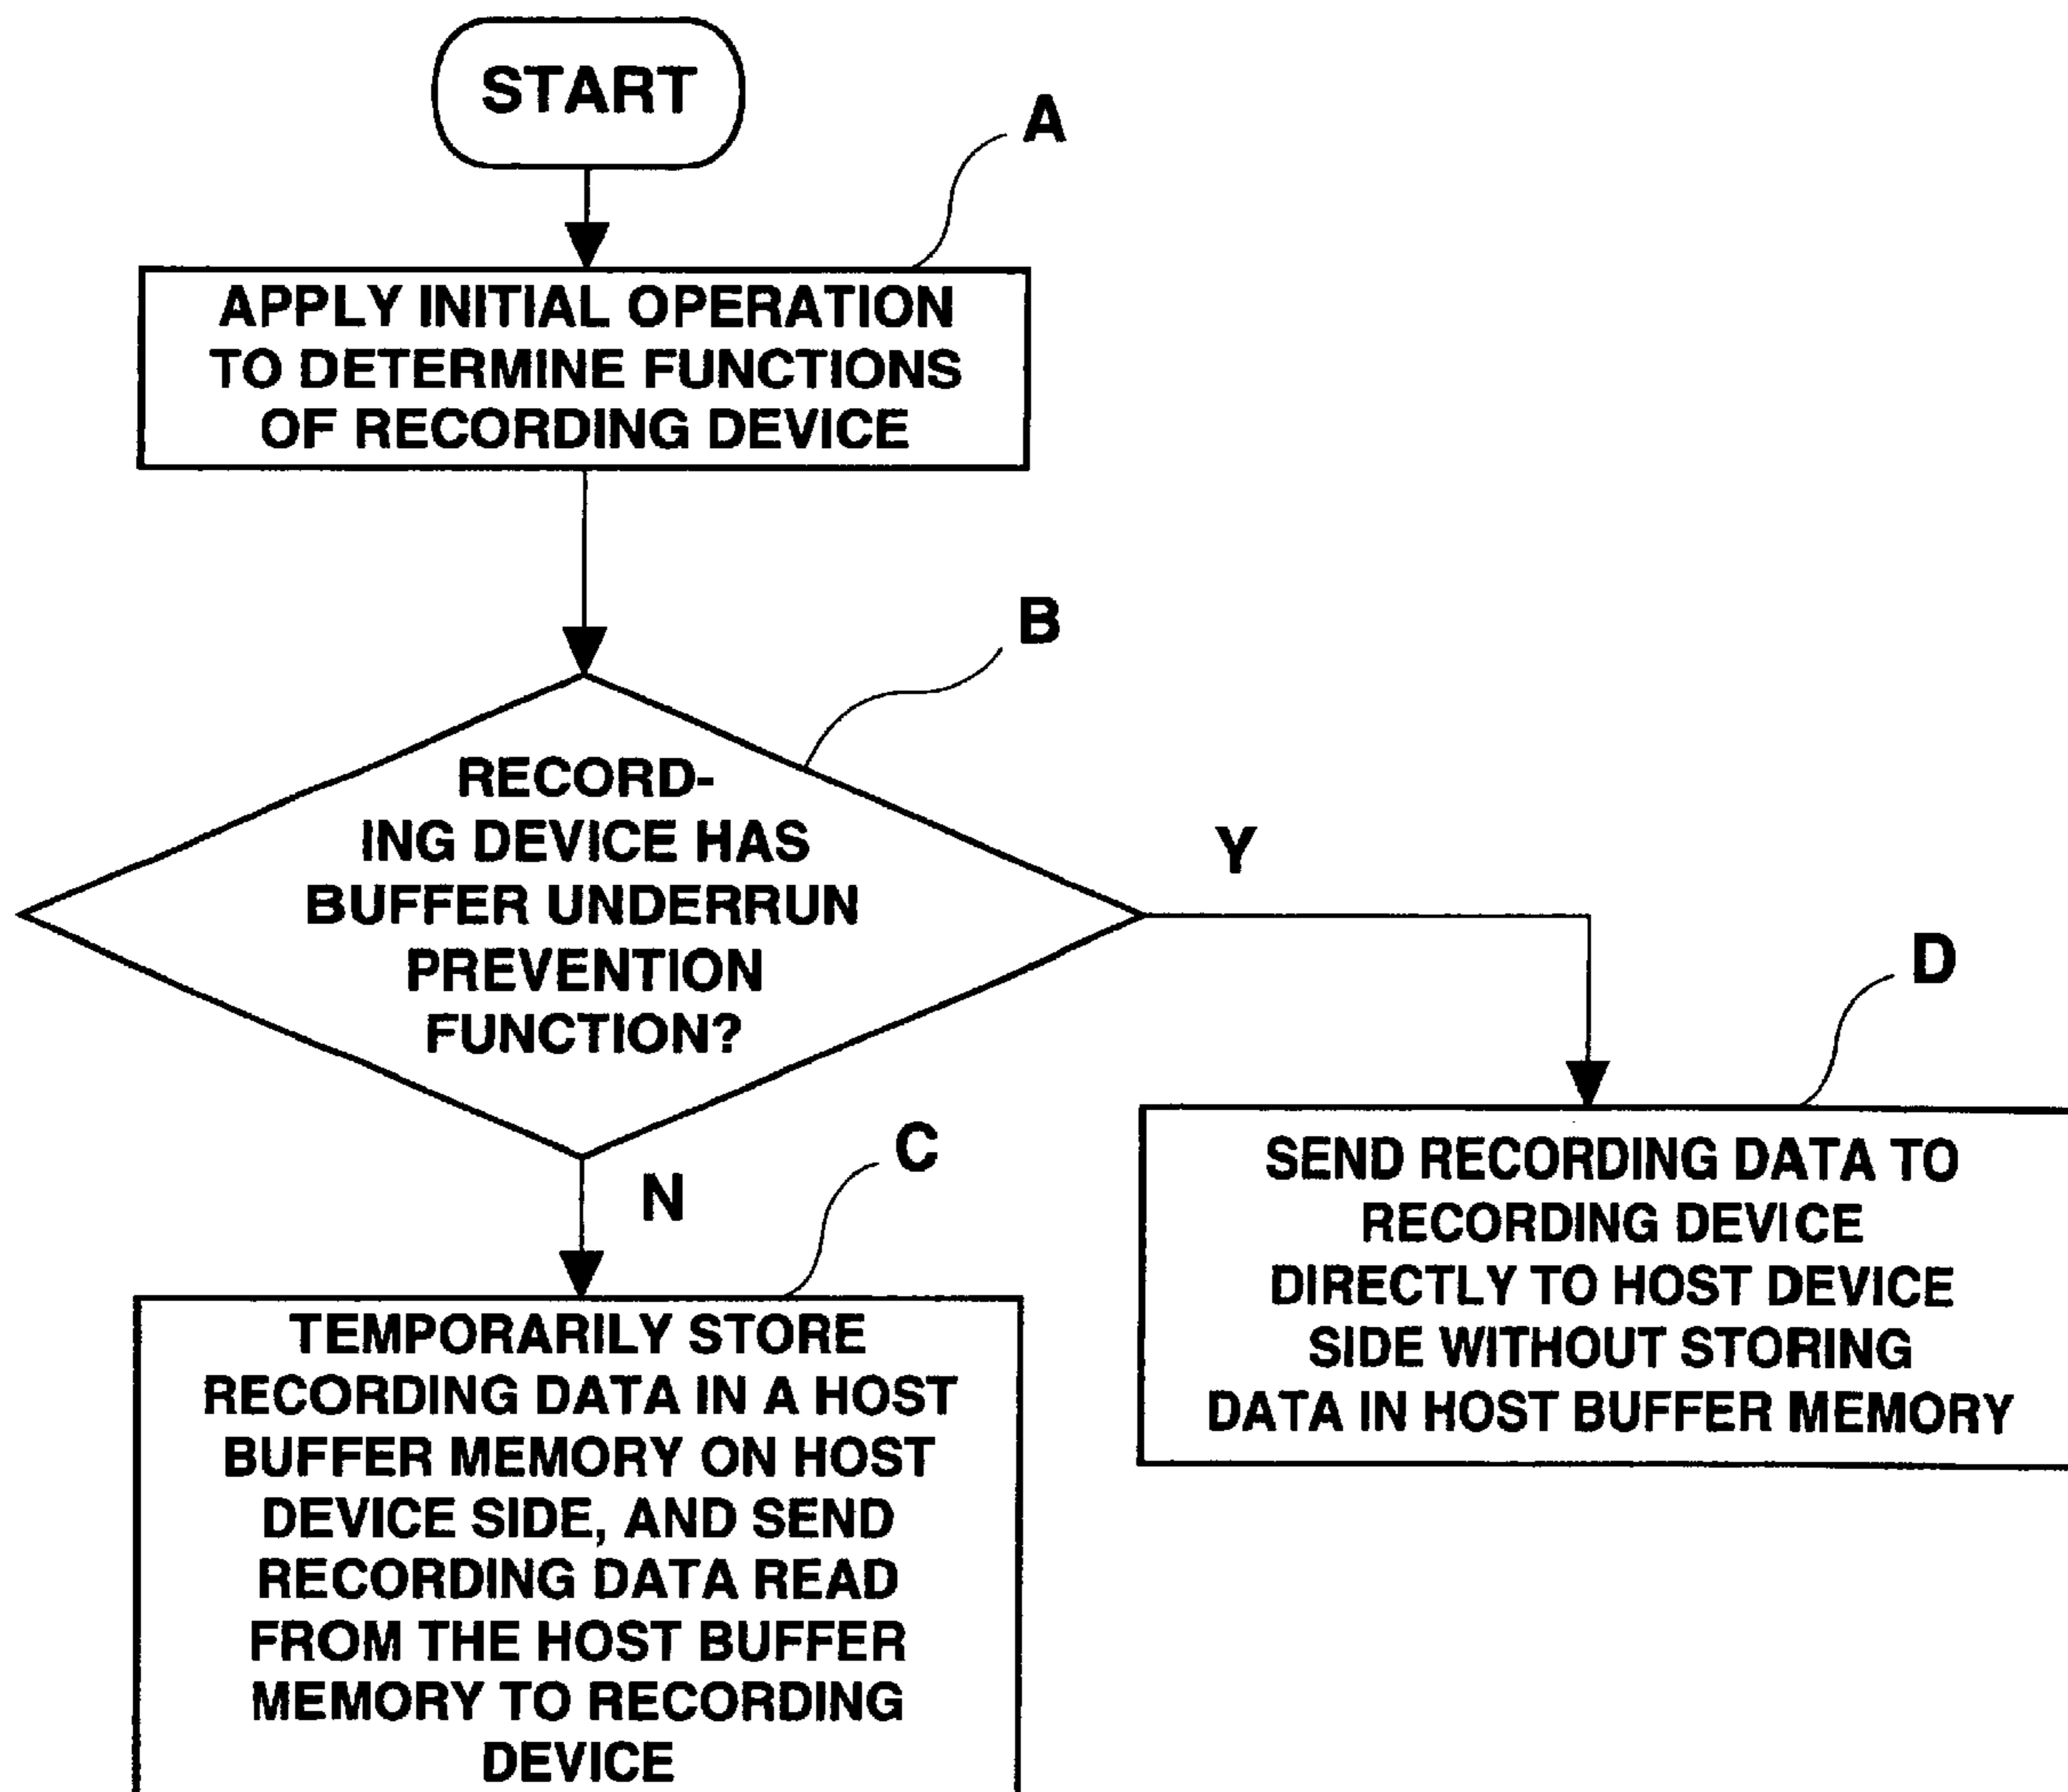 START
A
APPLY INITIAL OPERATION
TO DETERMINE FUNCTIONS
OF RECORDING DEVICE
B
RECORD-
ING DEVICE HAS
BUFFER UNDERRUN
PREVENTION
FUNCTION?
Y
N
C
TEMPORARILY STORE
RECORDING DATA IN A HOST
BUFFER MEMORY ON HOST
DEVICE SIDE, AND SEND
RECORDING DATA READ
FROM THE HOST BUFFER
MEMORY TO RECORDING
DEVICE
D
SEND RECORDING DATA TO
RECORDING DEVICE
DIRECTLY TO HOST DEVICE
SIDE WITHOUT STORING
DATA IN HOST BUFFER MEMORY